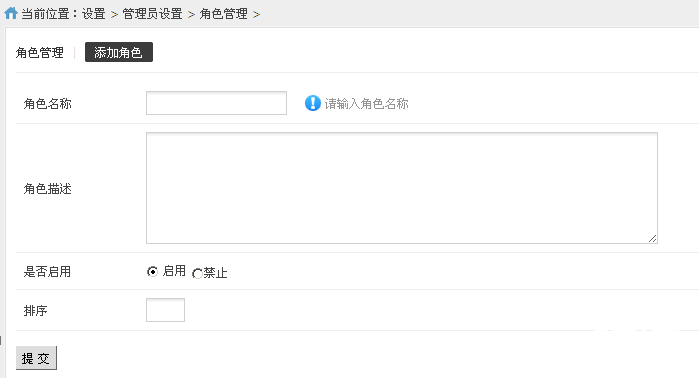 当前位置：设置 > 管理员设置 > 角色管理 >
角色管理 | 添加角色
角色名称 请输入角色名称
角色描述
是否启用 启用 禁止
排序
提 交